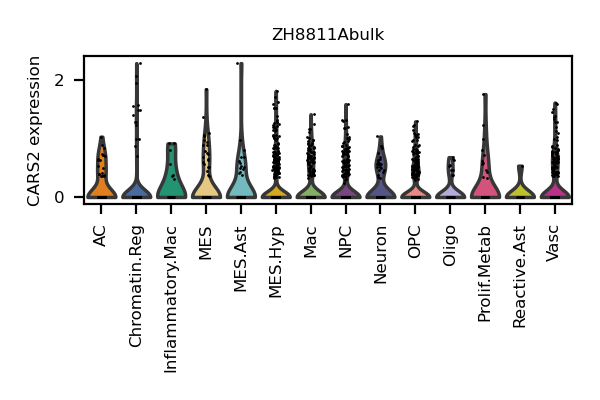 ZH8811Abulk
CARS2 expression
2
0
AC
Chromatin.Reg
Inflammatory.Mac
MES
MES.Ast
MES.Hyp
Mac
NPC
Neuron
OPC
Oligo
Prolif.Metab
Reactive.Ast
Vasc